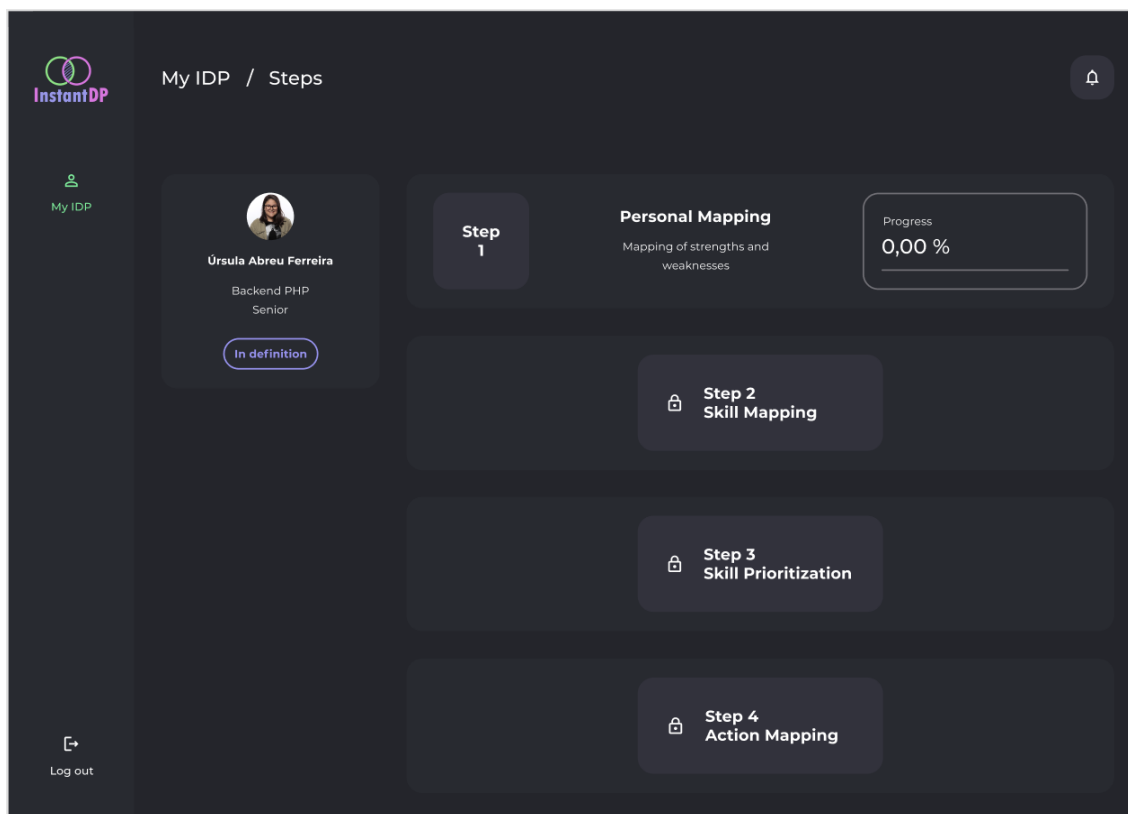 InstantDP
My IDP / Steps
My IDP
Úrsula Abreu Ferreira
Backend PHP
Senior
In definition
Step
1
Personal Mapping
Mapping of strengths and
weaknesses
Progress
0,00 %
Step 2
Skill Mapping
Step 3
Skill Prioritization
Step 4
Action Mapping
Log out